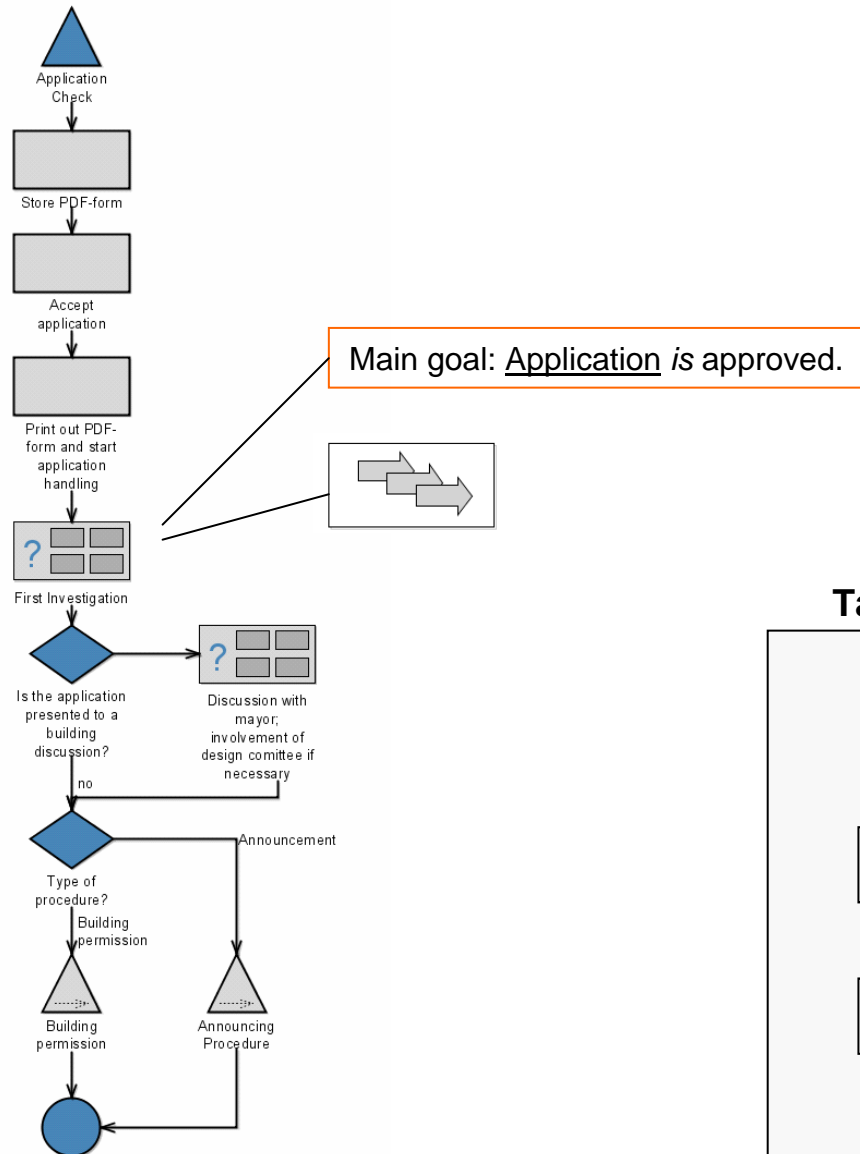 Application
Check
Store PDF-form
Accept
application
Main goal: Application is approved.
Print out PDF-
form and start
application
handling
?
First Investigation
Ta
?
Is the application
presented to a
building
discussion?
Discussion with
mayor;
involvement of
design comittee if
necessary
no
Announcement
Type of
procedure?
Building
permission
Building
permission
Announcing
Procedure